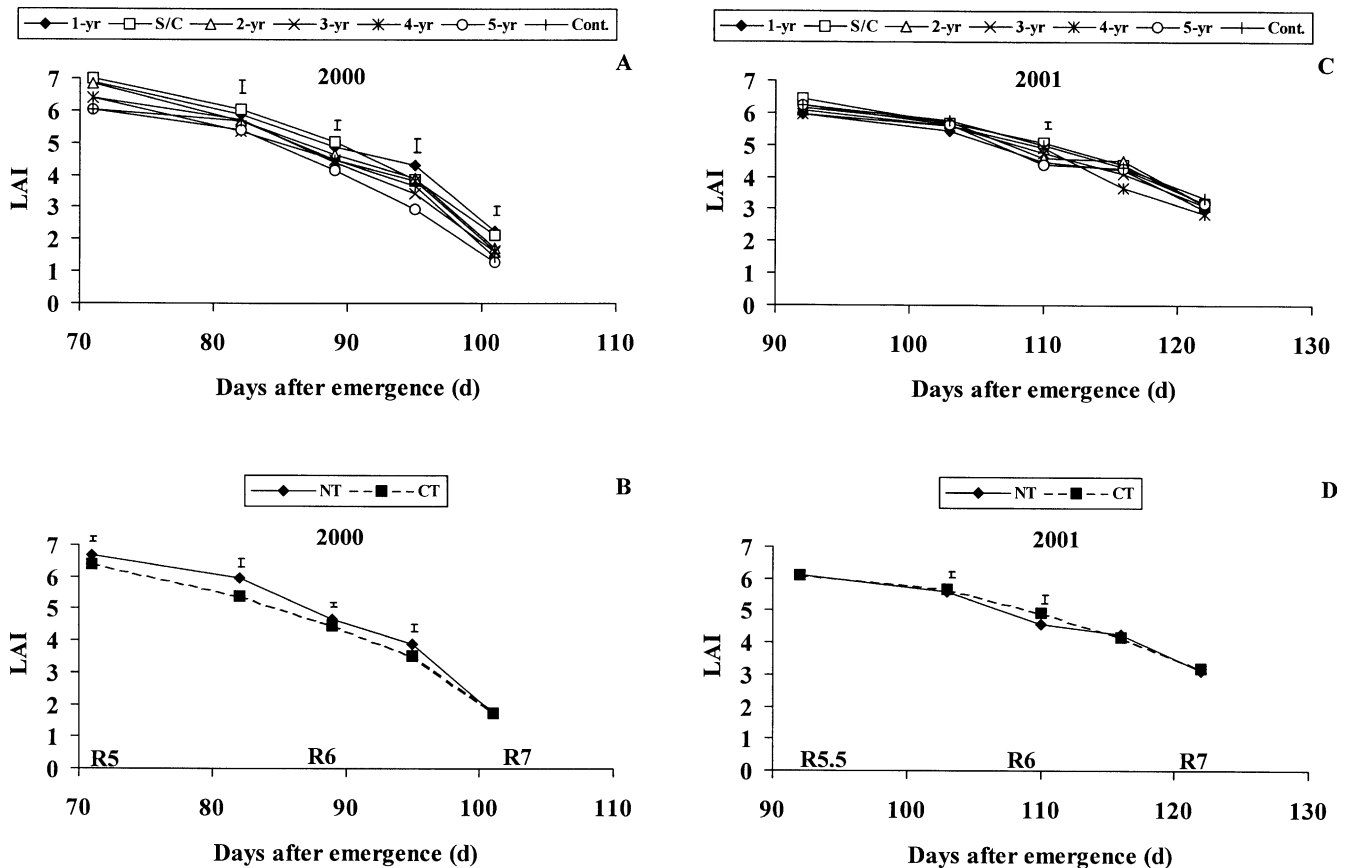 1-yr S/C 2-yr 3-yr 4-yr 5-yr Cont.
A
2000
7
6
5
4
3
2
1
0
LAI
70 80 90 100 110
Days after emergence (d)
1-yr S/C 2-yr 3-yr 4-yr 5-yr Cont.
C
2001
7
6
5
4
3
2
1
0
LAI
90 100 110 120 130
Days after emergence (d)
NT CT
B
2000
7
6
5
4
3
2
1
0
LAI
R5 R6 R7
70 80 90 100 110
Days after emergence (d)
NT CT
D
2001
7
6
5
4
3
2
1
0
LAI
R5.5 R6 R7
90 100 110 120 130
Days after emergence (d)